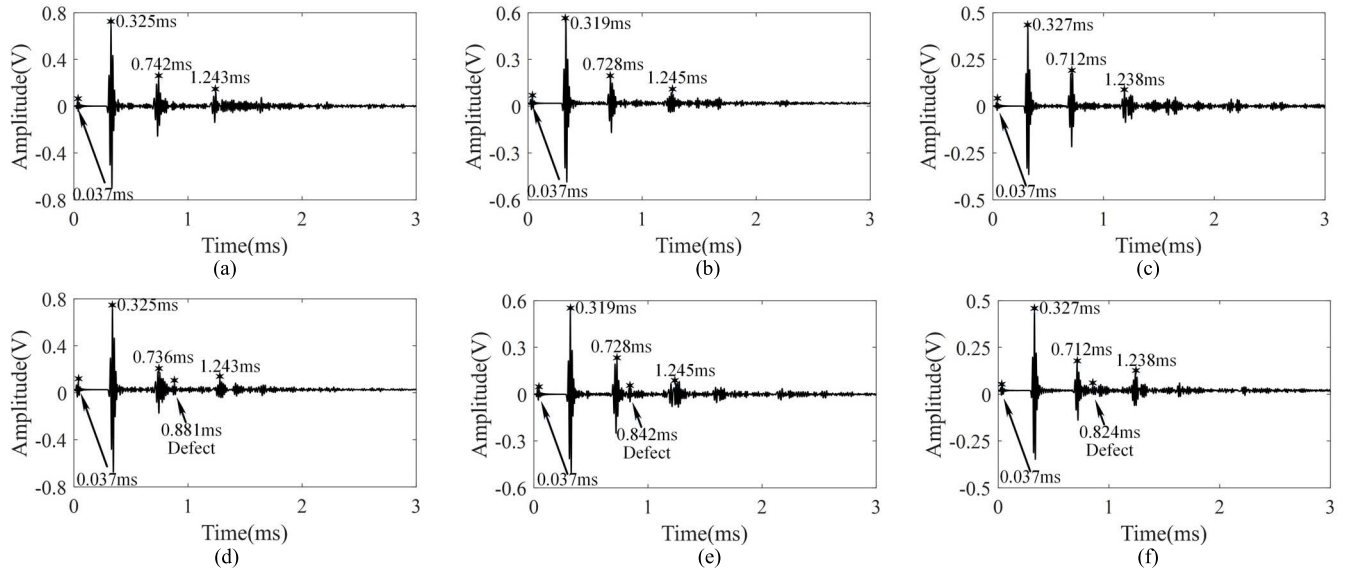 0.8
0.325ms
0.742ms
1.243ms
0.4
0
-0.4
-0.8
0.037ms
0
1
2
3
Amplitude(V)
Time(ms)
(a)
0.6
0.319ms
0.728ms
1.245ms
0.3
0
-0.3
-0.6
0.037ms
0
1
2
3
Amplitude(V)
Time(ms)
(b)
0.5
0.327ms
0.712ms
1.238ms
0.25
0
-0.25
-0.5
0.037ms
0
1
2
3
Amplitude(V)
Time(ms)
(c)
0.8
0.325ms
0.736ms
1.243ms
0.4
0
-0.4
-0.8
0.881ms
Defect
0.037ms
0
1
2
3
Amplitude(V)
Time(ms)
(d)
0.6
0.319ms
0.728ms
1.245ms
0.3
0
-0.3
-0.6
0.842ms
Defect
0.037ms
0
1
2
3
Amplitude(V)
Time(ms)
(e)
0.5
0.327ms
0.712ms
1.238ms
0.25
0
-0.25
-0.5
0.824ms
Defect
0.037ms
0
1
2
3
Amplitude(V)
Time(ms)
(f)